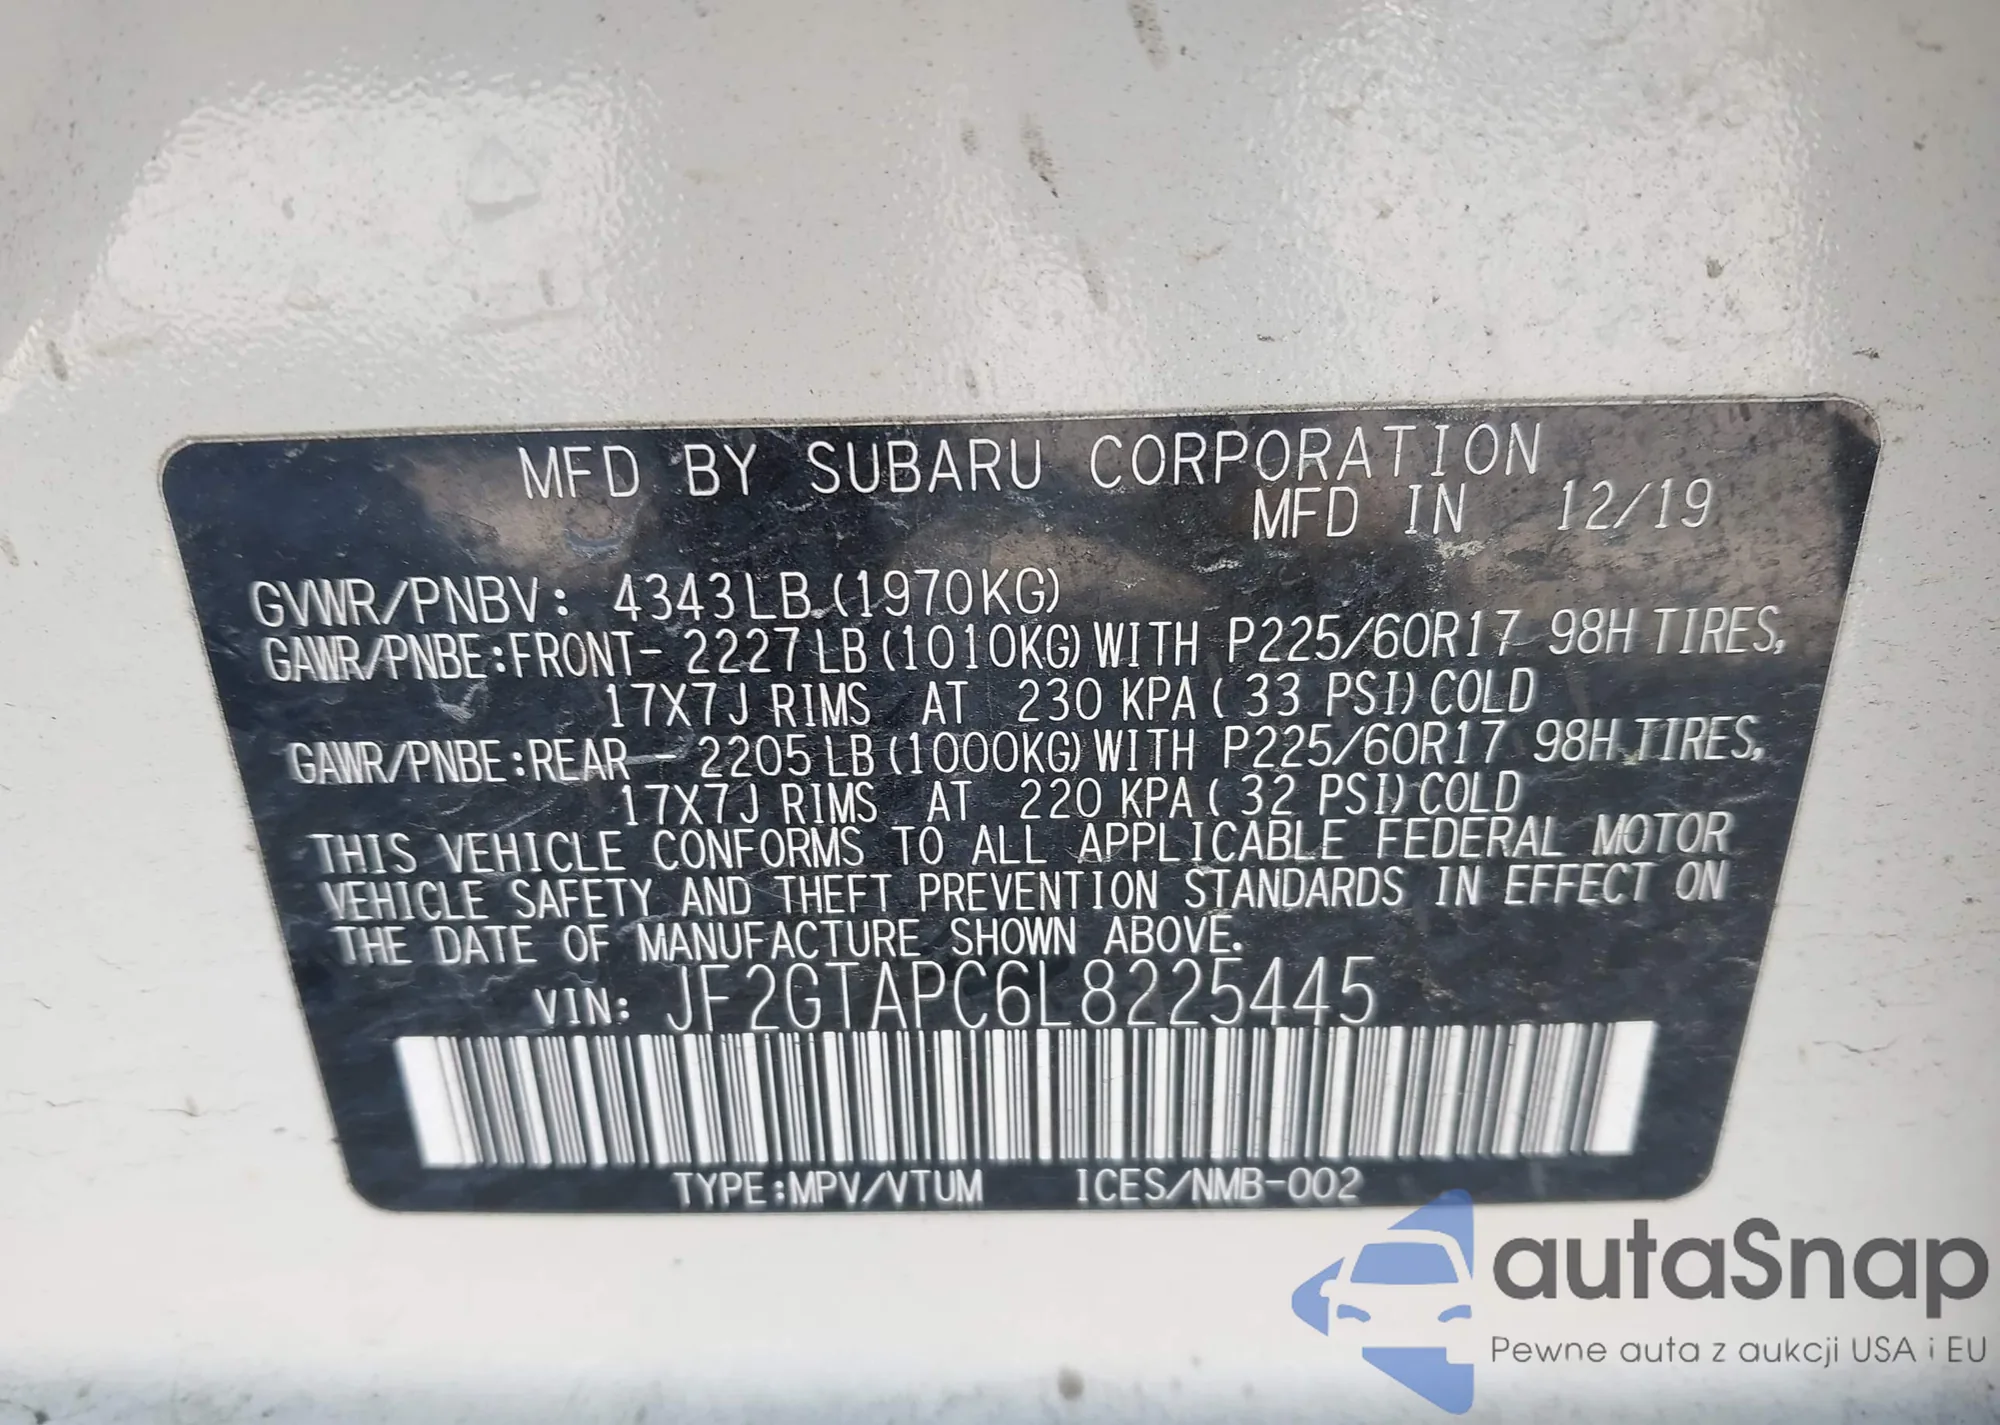 MFD BY SUBARU CORPORATION
MFD IN 12/19
GVWR/PNBV: 4343LB (1970KG)
GAWR/PNBE:FRONT- 2227LB (1010KG) WITH P225/60R17 98H TIRES,
17X7J RIMS AT 230 KPA ( 33 PSI) COLD
GAWR/PNBE:REAR - 2205LB (1000KG) WITH P225/60R17 98H TIRES,
17X7J RIMS AT 220 KPA ( 32 PSI) COLD
THIS VEHICLE CONFORMS TO ALL APPLICABLE FEDERAL MOTOR
VEHICLE SAFETY AND THEFT PREVENTION STANDARDS IN EFFECT ON
THE DATE OF MANUFACTURE SHOWN ABOVE.
VIN: JF2GTAPC6L8225445
TYPE:MPV/VTUM ICES/NMB-002
autaSnap
Pewne auta z aukcji USA i EU